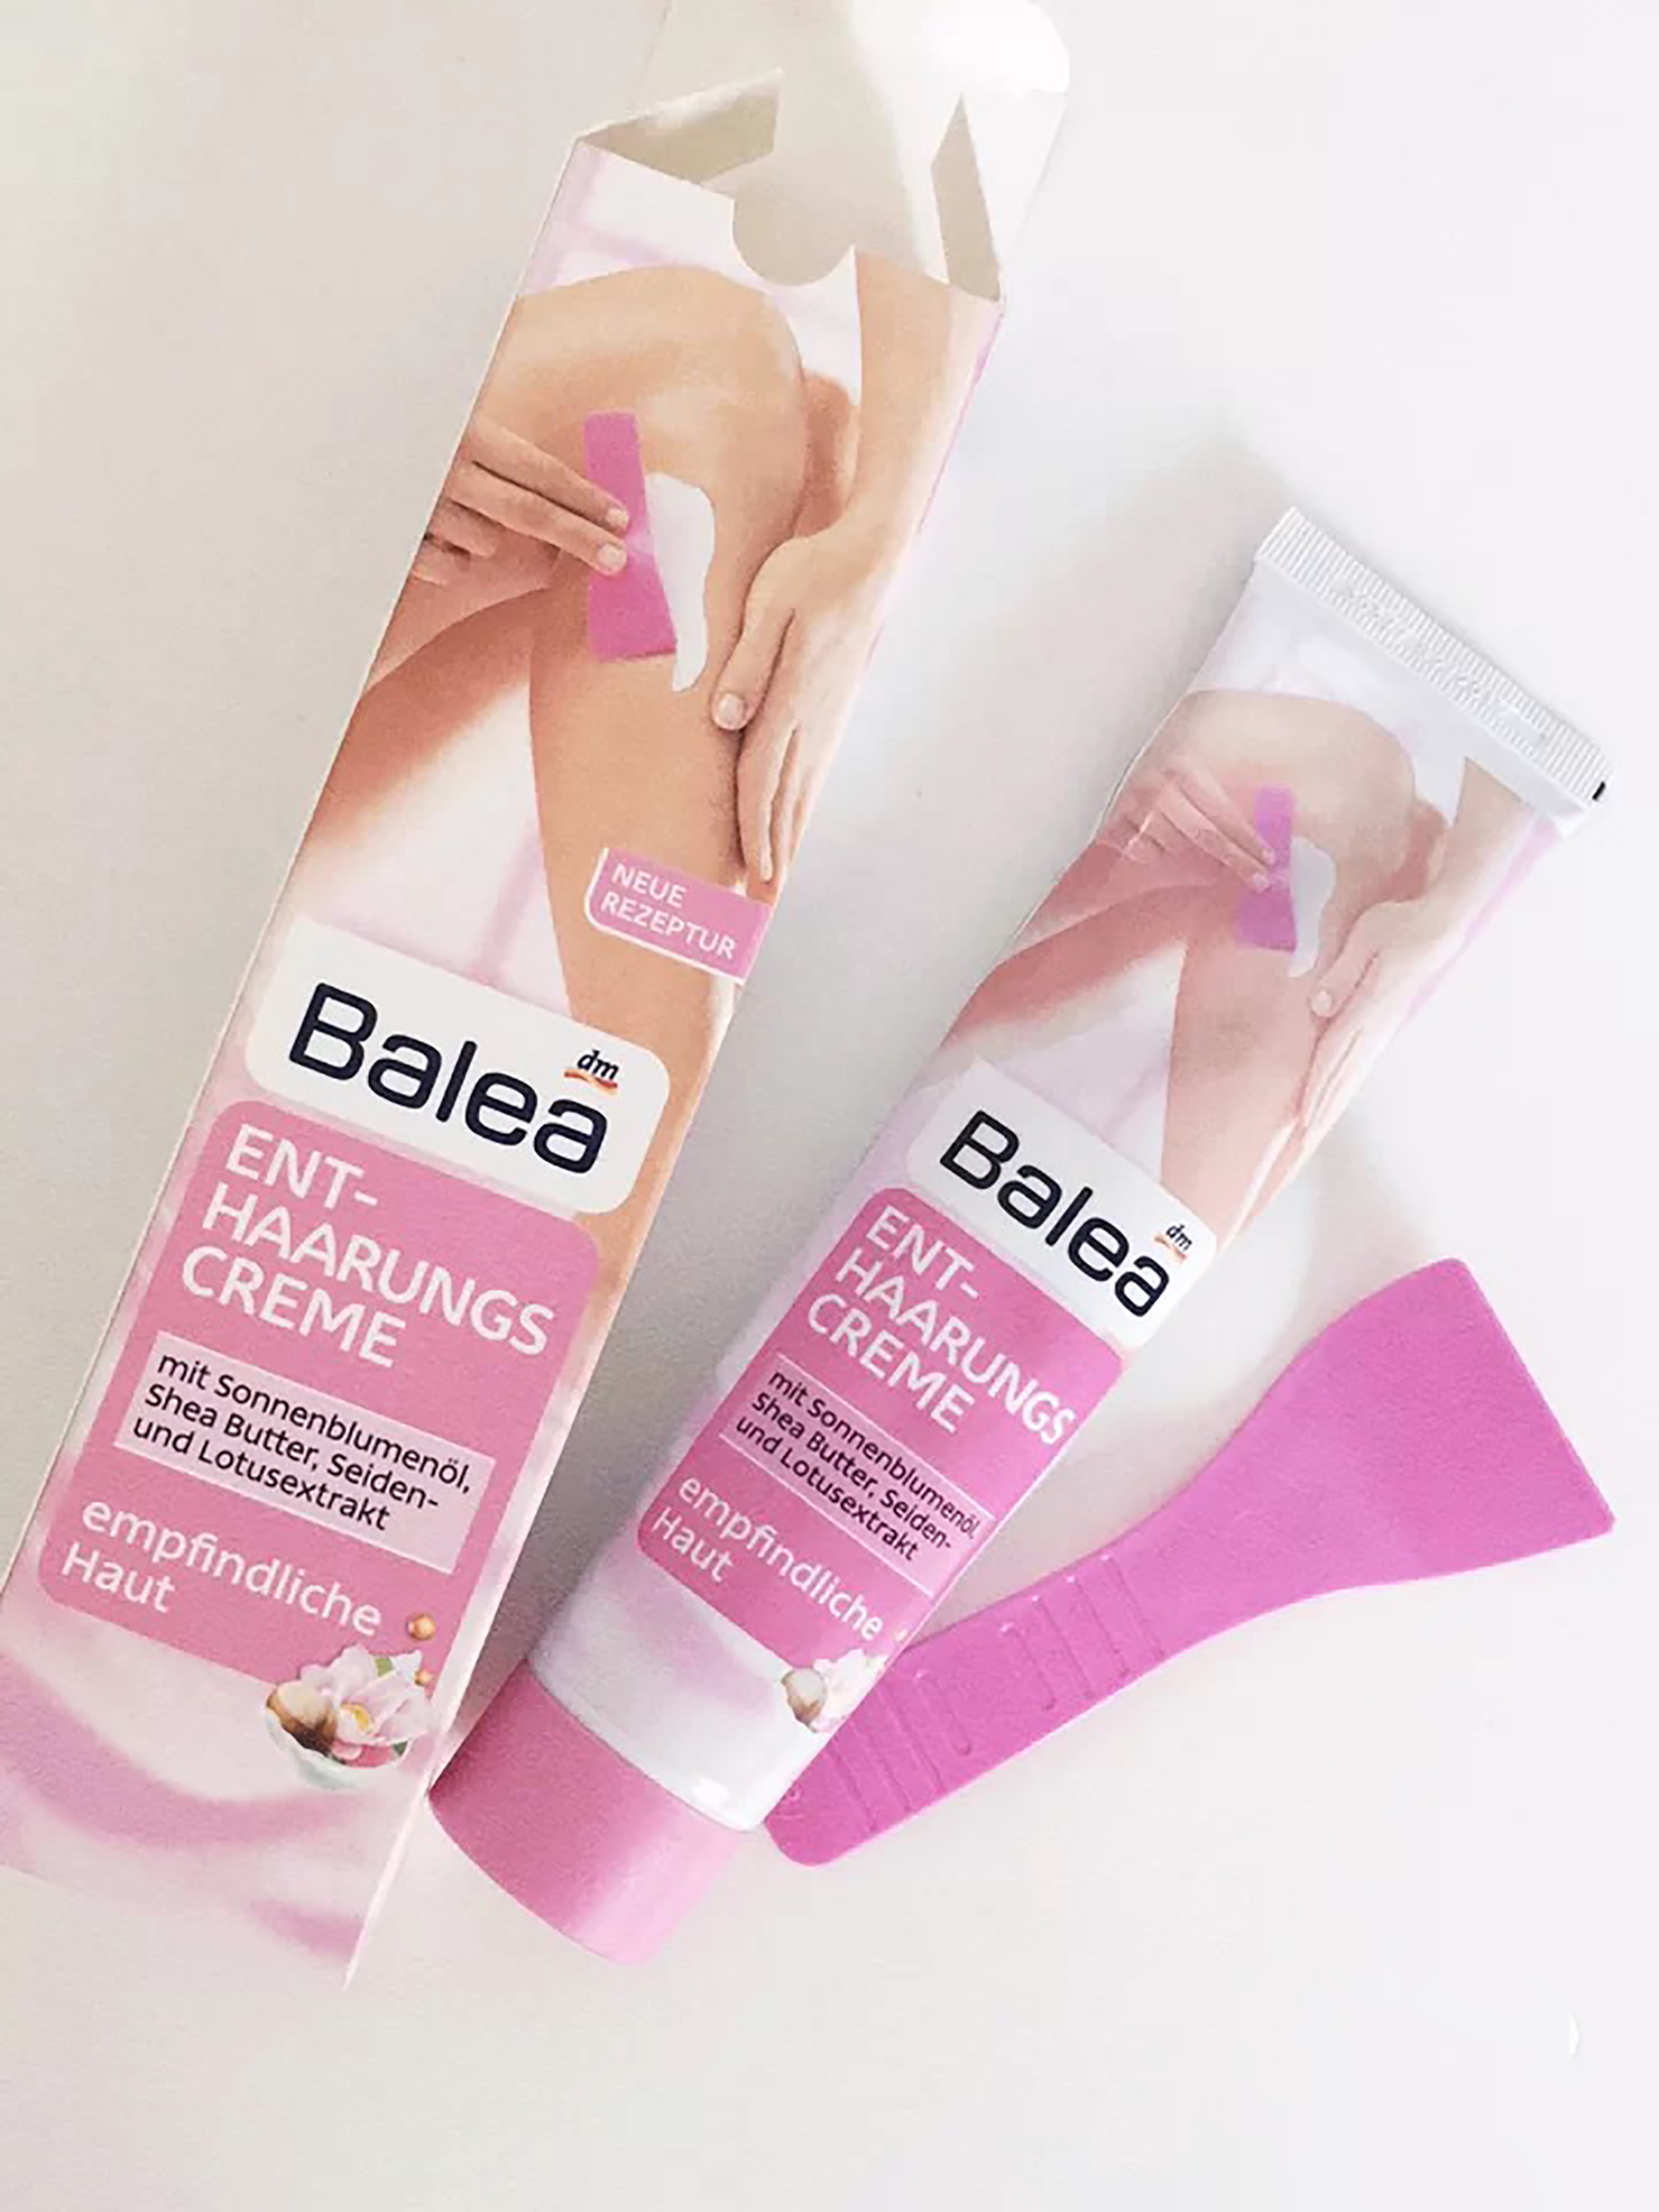 NEUE
REZEPTUR
Balea
dm
ENT-
HAARUNGS
CREME
mit Sonnenblumenöl,
Shea Butter, Seiden-
und Lotusextrakt
empfindliche
Haut
Balea
dm
ENT-
HAARUNGS
CREME
mit Sonnenblumenöl,
Shea Butter, Seiden-
und Lotusextrakt
empfindliche
Haut